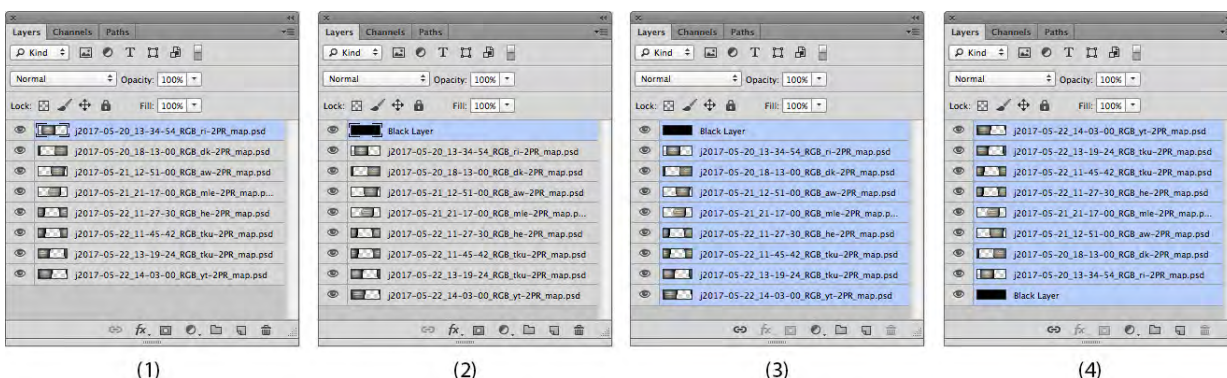 Layers Channels Paths
Kind T
Normal Opacity: 100%
Lock: Fill: 100%
j2017-05-20_13-34-54_RGB_ri-2PR_map.psd
j2017-05-20_18-13-00_RGB_dk-2PR_map.psd
j2017-05-21_12-51-00_RGB_aw-2PR_map.psd
j2017-05-21_21-17-00_RGB_mle-2PR_map.p...
j2017-05-22_11-27-30_RGB_he-2PR_map.psd
j2017-05-22_11-45-42_RGB_tku-2PR_map.psd
j2017-05-22_13-19-24_RGB_tku-2PR_map.psd
j2017-05-22_14-03-00_RGB_yt-2PR_map.psd
fx.
(1)
Layers Channels Paths
Kind T
Normal Opacity: 100%
Lock: Fill: 100%
Black Layer
j2017-05-20_13-34-54_RGB_ri-2PR_map.psd
j2017-05-20_18-13-00_RGB_dk-2PR_map.psd
j2017-05-21_12-51-00_RGB_aw-2PR_map.psd
j2017-05-21_21-17-00_RGB_mle-2PR_map.p...
j2017-05-22_11-27-30_RGB_he-2PR_map.psd
j2017-05-22_11-45-42_RGB_tku-2PR_map.psd
j2017-05-22_13-19-24_RGB_tku-2PR_map.psd
j2017-05-22_14-03-00_RGB_yt-2PR_map.psd
fx.
(2)
Layers Channels Paths
Kind T
Normal Opacity: 100%
Lock: Fill: 100%
Black Layer
j2017-05-20_13-34-54_RGB_ri-2PR_map.psd
j2017-05-20_18-13-00_RGB_dk-2PR_map.psd
j2017-05-21_12-51-00_RGB_aw-2PR_map.psd
j2017-05-21_21-17-00_RGB_mle-2PR_map.p...
j2017-05-22_11-27-30_RGB_he-2PR_map.psd
j2017-05-22_11-45-42_RGB_tku-2PR_map.psd
j2017-05-22_13-19-24_RGB_tku-2PR_map.psd
j2017-05-22_14-03-00_RGB_yt-2PR_map.psd
fx.
(3)
Layers Channels Paths
Kind T
Normal Opacity: 100%
Lock: Fill: 100%
j2017-05-22_14-03-00_RGB_yt-2PR_map.psd
j2017-05-22_13-19-24_RGB_tku-2PR_map.psd
j2017-05-22_11-45-42_RGB_tku-2PR_map.psd
j2017-05-22_11-27-30_RGB_he-2PR_map.psd
j2017-05-21_21-17-00_RGB_mle-2PR_map.p...
j2017-05-21_12-51-00_RGB_aw-2PR_map.psd
j2017-05-20_18-13-00_RGB_dk-2PR_map.psd
j2017-05-20_13-34-54_RGB_ri-2PR_map.psd
Black Layer
fx.
(4)